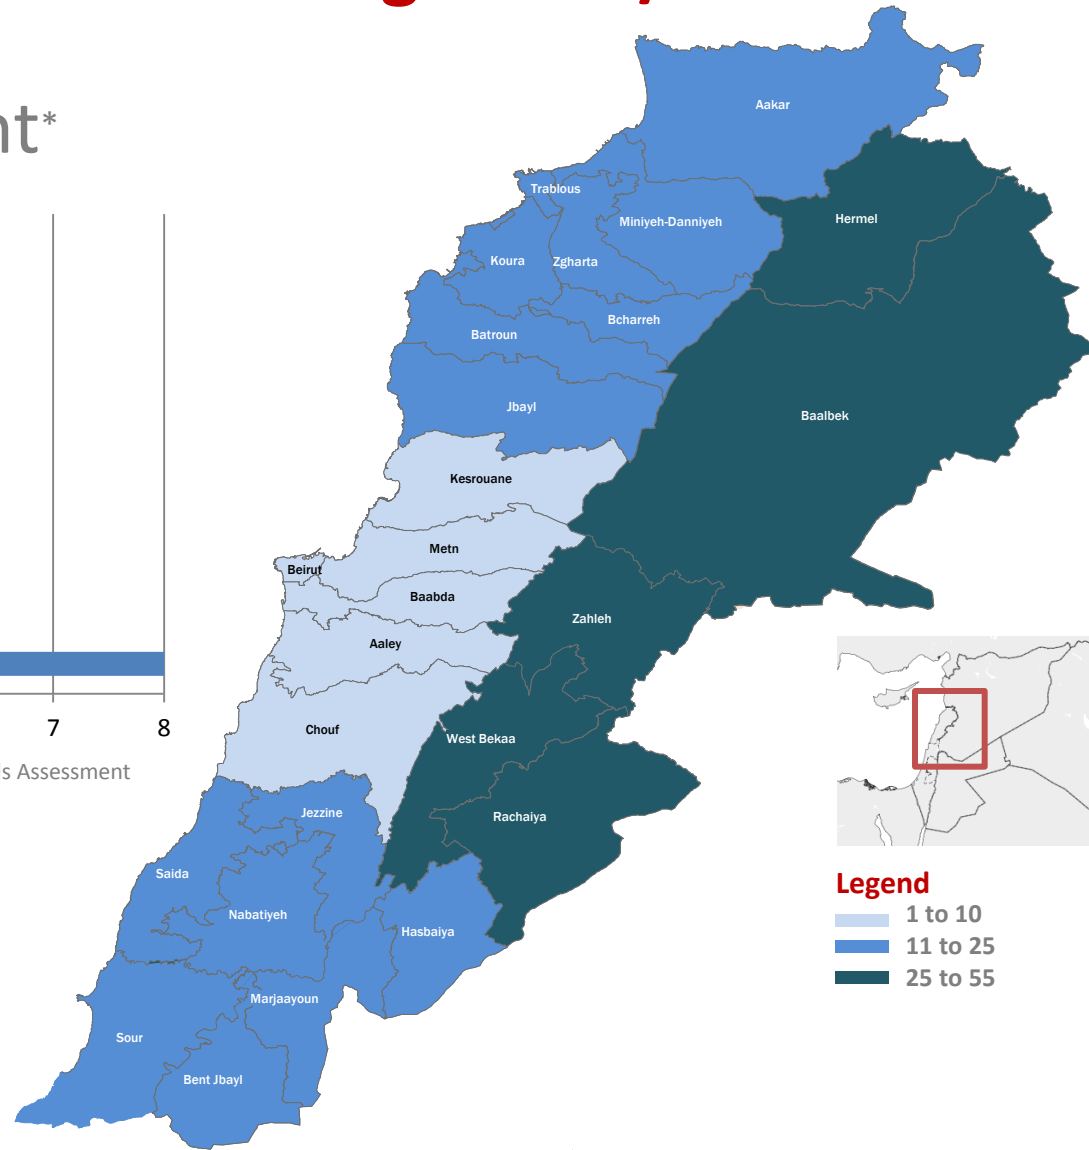 nt*
7
8
ls Assessment
Aakar
Trablous
Miniyeh-Danniyeh
Hermel
Koura
Zgharta
Bcharreh
Batroun
Jbayl
Baalbek
Kesrouane
Metn
Beirut
Baabda
Zahleh
Aaley
Chouf
West Bekaa
Jezzine
Rachaiya
Saida
Nabatiyeh
Hasbaiya
Marjaayoun
Sour
Bent Jbayl
Legend
1 to 10
11 to 25
25 to 55